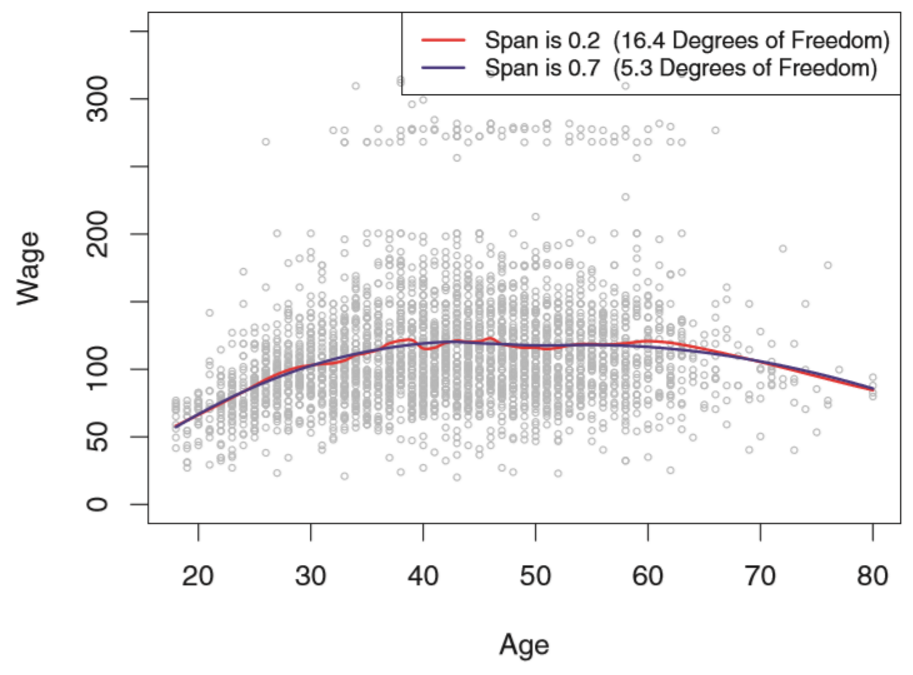 Span is 0.2 (16.4 Degrees of Freedom)
Span is 0.7 (5.3 Degrees of Freedom)
300
200
100
50
0
Wage
20 30 40 50 60 70 80
Age